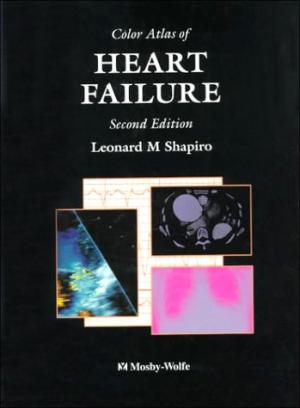 Color Atlas of
HEART
FAILURE
Second Edition
Leonard M Shapiro
Mosby-Wolfe